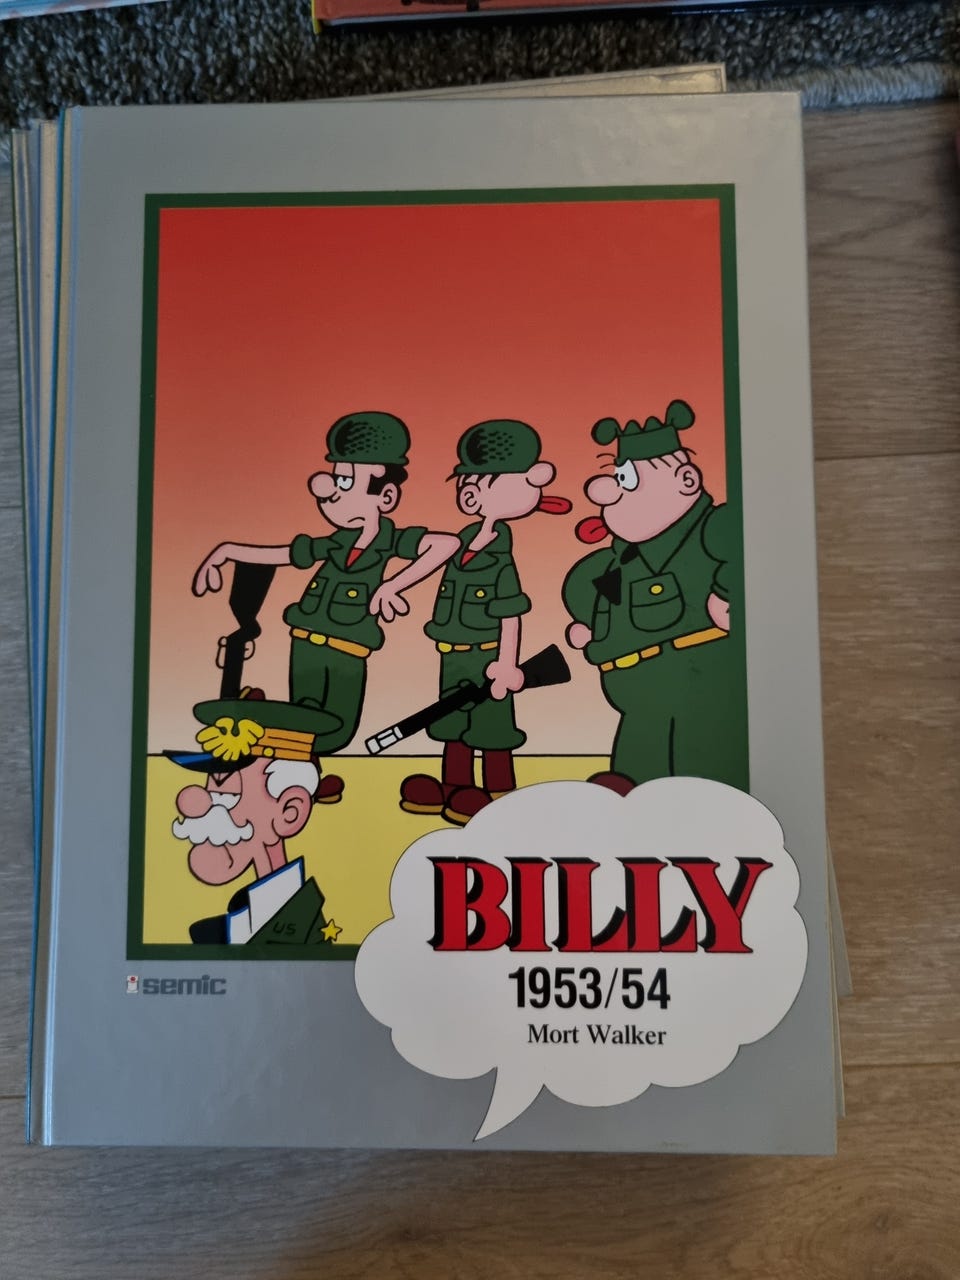 US
semic
BILLY
1953/54
Mort Walker